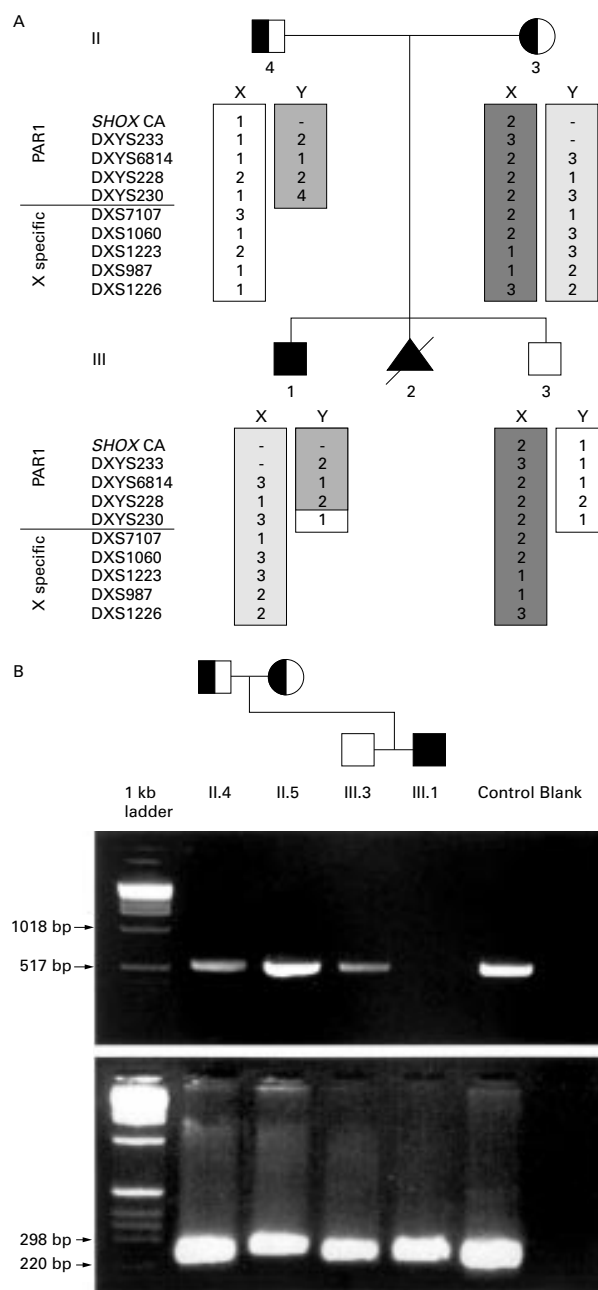 A
II
4 3
X Y X Y
PAR1
X specific
SHOX CA 1 - 2 -
DXYS233 1 2 3 -
DXYS6814 1 1 2 3
DXYS228 2 2 2 1
DXYS230 1 4 2 3
DXS7107 3 2 1
DXS1060 1 2 3
DXS1223 2 1 3
DXS987 1 1 2
DXS1226 1 3 2
III
1 2 3
X Y X Y
PAR1
X specific
SHOX CA - - 2 1
DXYS233 - 2 3 1
DXYS6814 3 1 2 1
DXYS228 1 2 2 2
DXYS230 3 1 2 1
DXS7107 1 2
DXS1060 3 2
DXS1223 3 1
DXS987 2 1
DXS1226 2 3
B
1 kb II.4 II.5 III.3 III.1 Control Blank
ladder
1018 bp
517 bp
298 bp
220 bp